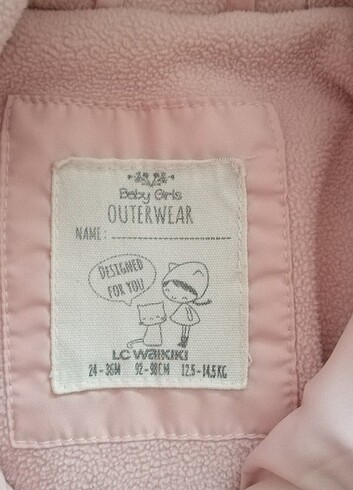 Baby Girls
OUTERWEAR
NAME:
DESIGNED
FOR YOU!
LC WAIKIKI
24 - 36M 92 - 98CM 12.5 - 14.5 KG